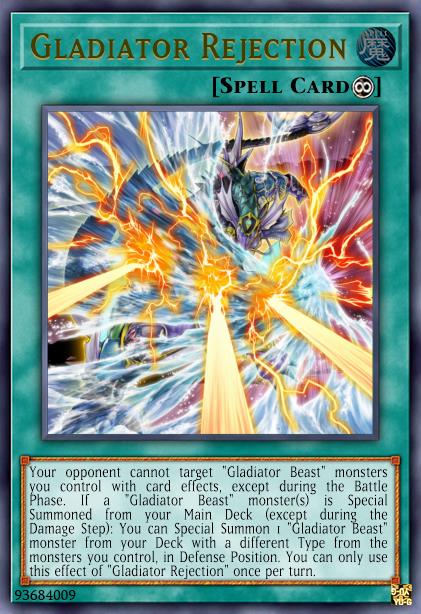 GLADIATOR REJECTION
SPELL
魔
[SPELL CARD]
Your opponent cannot target "Gladiator Beast" monsters
you control with card effects, except during the Battle
Phase. If a "Gladiator Beast" monster(s) is Special
Summoned from your Main Deck (except during the
Damage Step): You can Special Summon 1 "Gladiator Beast"
monster from your Deck with a different Type from the
monsters you control, in Defense Position. You can only use
this effect of "Gladiator Rejection" once per turn.
93684009